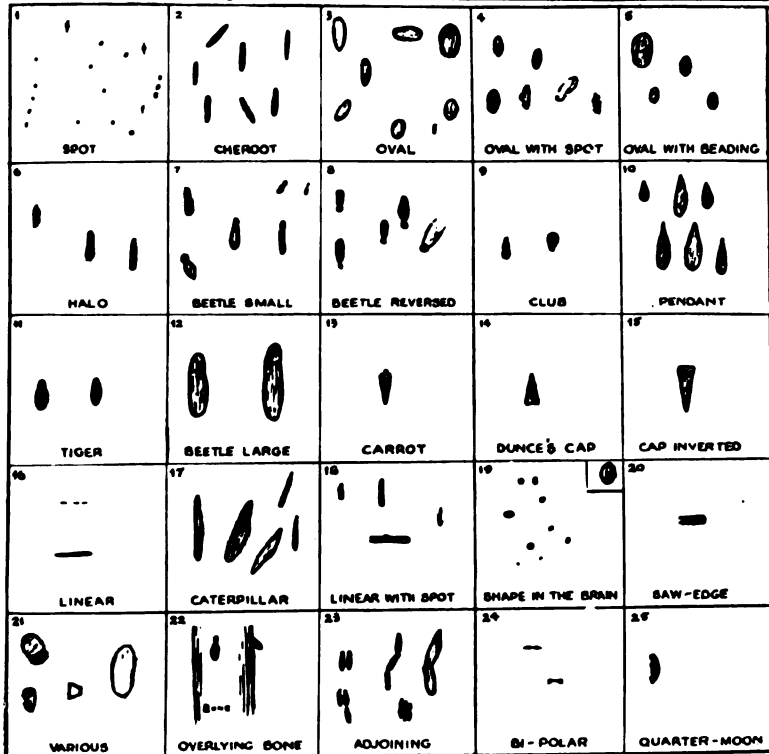 1
SPOT
2
CHEROOT
3
OVAL
4
OVAL WITH SPOT
5
OVAL WITH BEADING
6
HALO
7
BEETLE SMALL
8
BEETLE REVERSED
9
CLUB
10
PENDANT
11
TIGER
12
BEETLE LARGE
13
CARROT
14
DUNCE'S CAP
15
CAP INVERTED
16
LINEAR
17
CATERPILLAR
18
LINEAR WITH SPOT
19
SHAPE IN THE BRAIN
20
SAW-EDGE
21
VARIOUS
22
BONE
OVERLYING BONE
23
ADJOINING
24
BI-POLAR
25
QUARTER-MOON